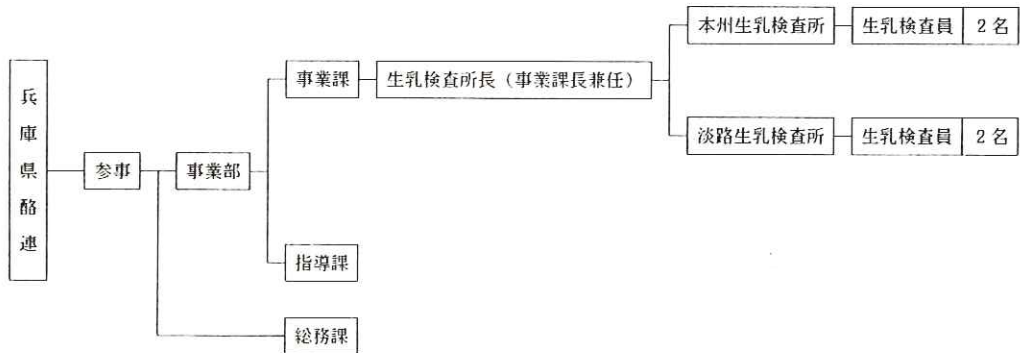 兵庫県酪連
参事
事業部
事業課
生乳検査所長（事業課長兼任）
本州生乳検査所
生乳検査員
2名
淡路生乳検査所
生乳検査員
2名
指導課
総務課